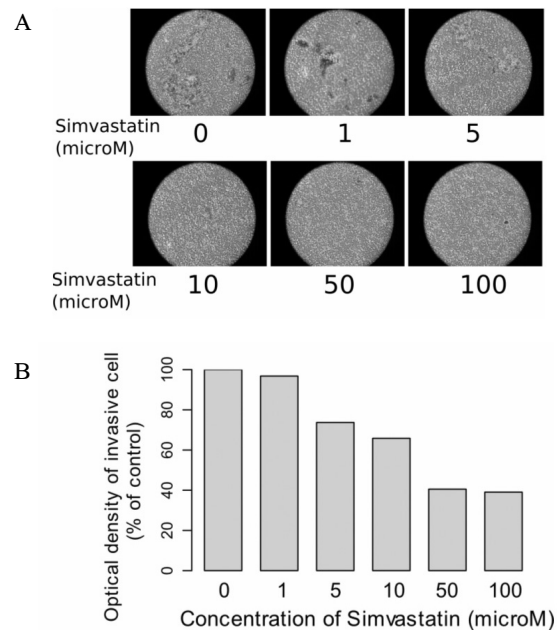 A
Simvastatin
(microM)
0 1 5
Simvastatin
(microM)
10 50 100
B
Optical density of invasive cell
(% of control)
100
80
60
40
20
0
0 1 5 10 50 100
Concentration of Simvastatin (microM)